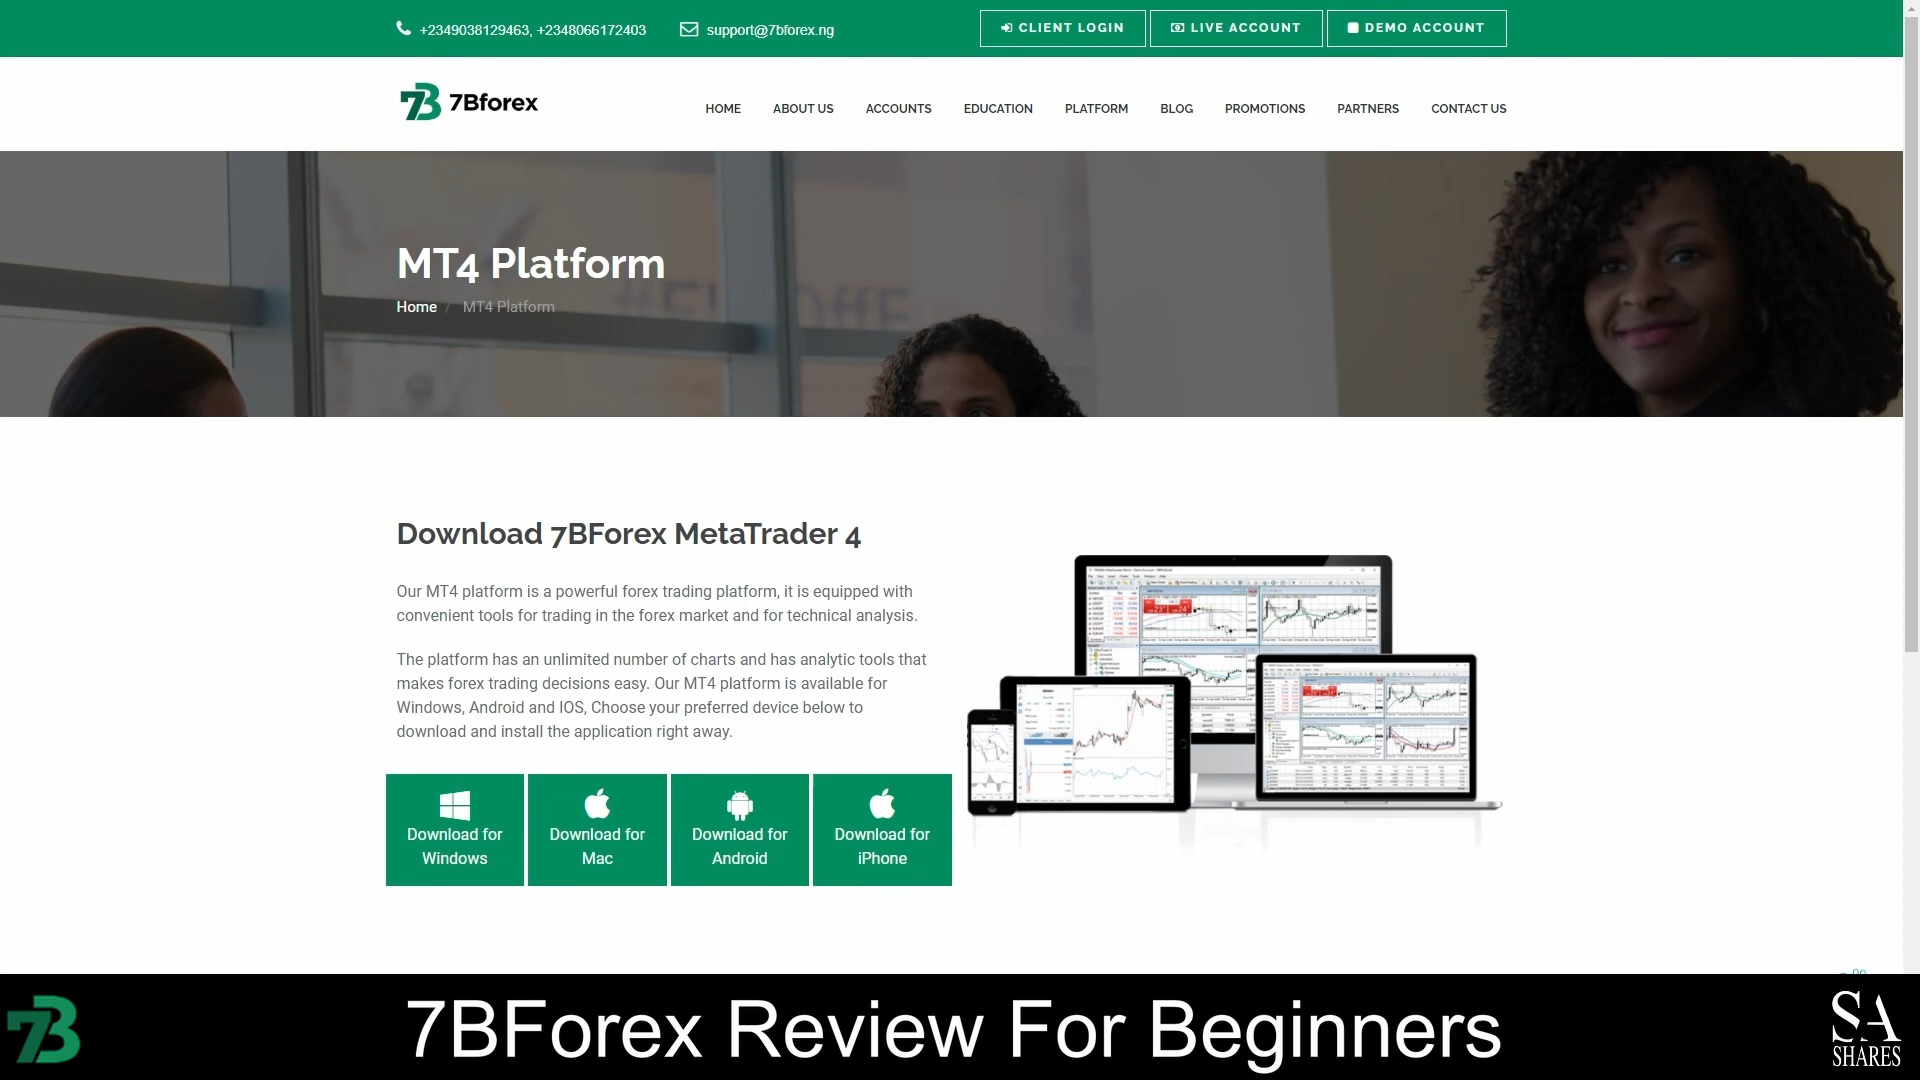 +2349038129463, +2348066172403
support@7bforex.ng
CLIENT LOGIN
LIVE ACCOUNT
DEMO ACCOUNT
7Bforex
HOME
ABOUT US
ACCOUNTS
EDUCATION
PLATFORM
BLOG
PROMOTIONS
PARTNERS
CONTACT US
MT4 Platform
Home / MT4 Platform
Download 7BForex MetaTrader 4
Our MT4 platform is a powerful forex trading platform, it is equipped with
convenient tools for trading in the forex market and for technical analysis.
The platform has an unlimited number of charts and has analytic tools that
makes forex trading decisions easy. Our MT4 platform is available for
Windows, Android and IOS, Choose your preferred device below to
download and install the application right away.
Download for
Windows
Download for
Mac
Download for
Android
Download for
iPhone
7B
7BForex Review For Beginners
SA
SHARES